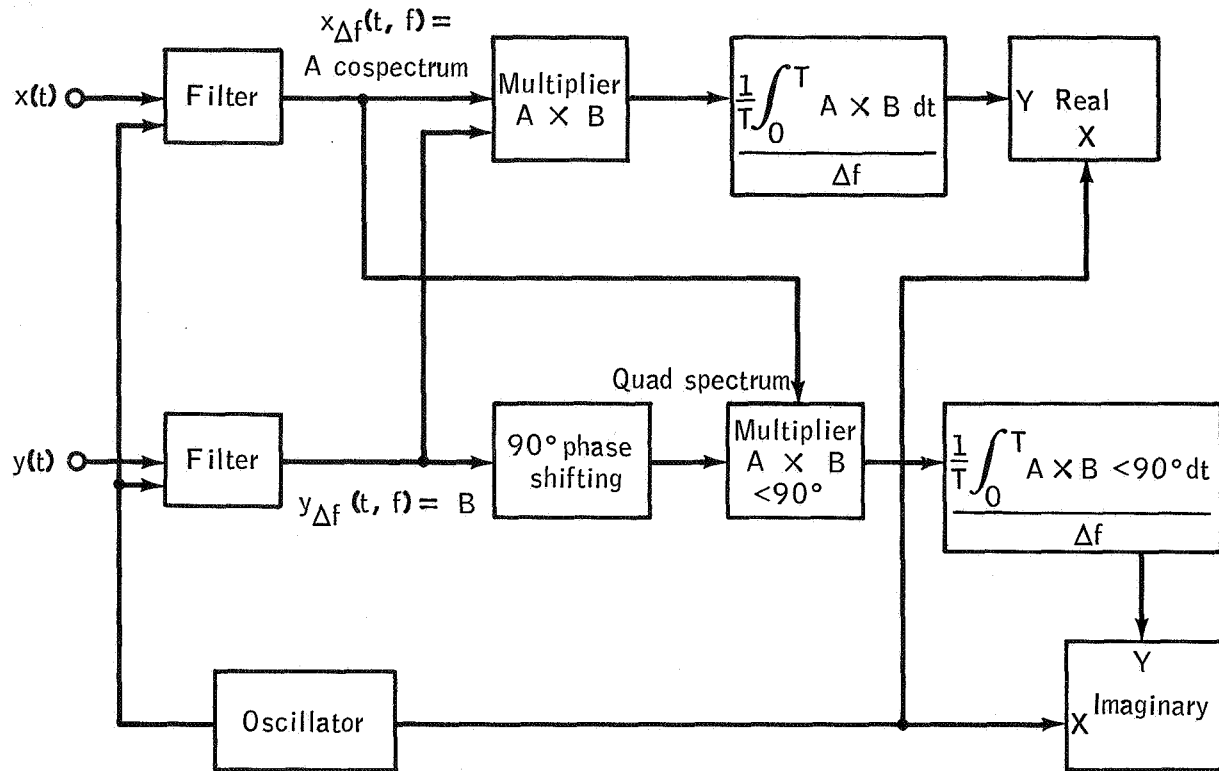 x_Δf(t, f) =
A cospectrum
x(t)
Filter
Multiplier
A × B
1/T ∫_0^T A × B dt
Δf
Y Real
X
Quad spectrum
y(t)
Filter
y_Δf (t, f) = B
90° phase
shifting
Multiplier
A × B
<90°
1/T ∫_0^T A × B <90° dt
Δf
Oscillator
Y
X Imaginary